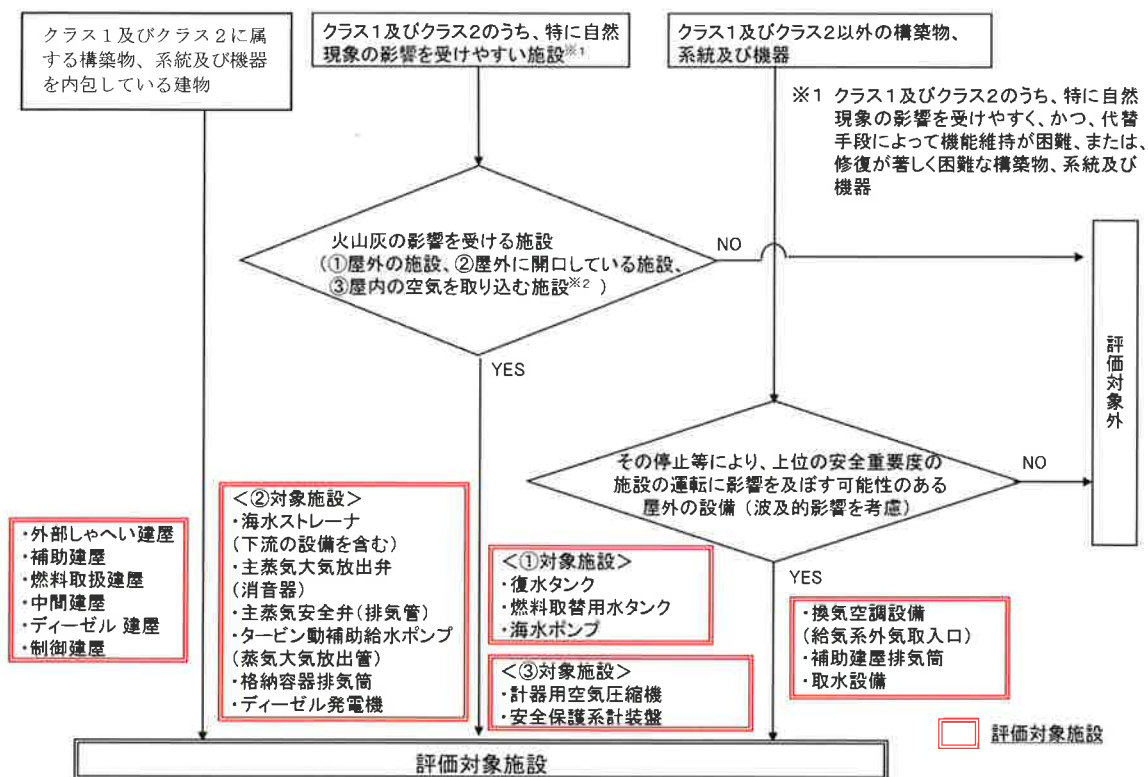 クラス１及びクラス２に属
する構築物、系統及び機器
を内包している建物
クラス1及びクラス2のうち、特に自然
現象の影響を受けやすい施設※1
クラス1及びクラス2以外の構築物、
系統及び機器
※1 クラス1及びクラス2のうち、特に自然
現象の影響を受けやすく、かつ、代替
手段によって機能維持が困難、または、
修復が著しく困難な構築物、系統及び
機器
火山灰の影響を受ける施設
(①屋外の施設、②屋外に開口している施設、
③屋内の空気を取り込む施設※2 )
NO
YES
評価対象外
その停止等により、上位の安全重要度の
施設の運転に影響を及ぼす可能性のある
屋外の設備 (波及的影響を考慮)
NO
YES
・外部しゃへい建屋
・補助建屋
・燃料取扱建屋
・中間建屋
・ディーゼル 建屋
・制御建屋
＜②対象施設＞
・海水ストレーナ
(下流の設備を含む)
・主蒸気大気放出弁
(消音器)
・主蒸気安全弁 (排気管)
・タービン動補助給水ポンプ
(蒸気大気放出管)
・格納容器排気筒
・ディーゼル発電機
＜①対象施設＞
・復水タンク
・燃料取替用水タンク
・海水ポンプ
＜③対象施設＞
・計器用空気圧縮機
・安全保護系計装盤
・換気空調設備
(給気系外気取入口)
・補助建屋排気筒
・取水設備
評価対象施設
評価対象施設